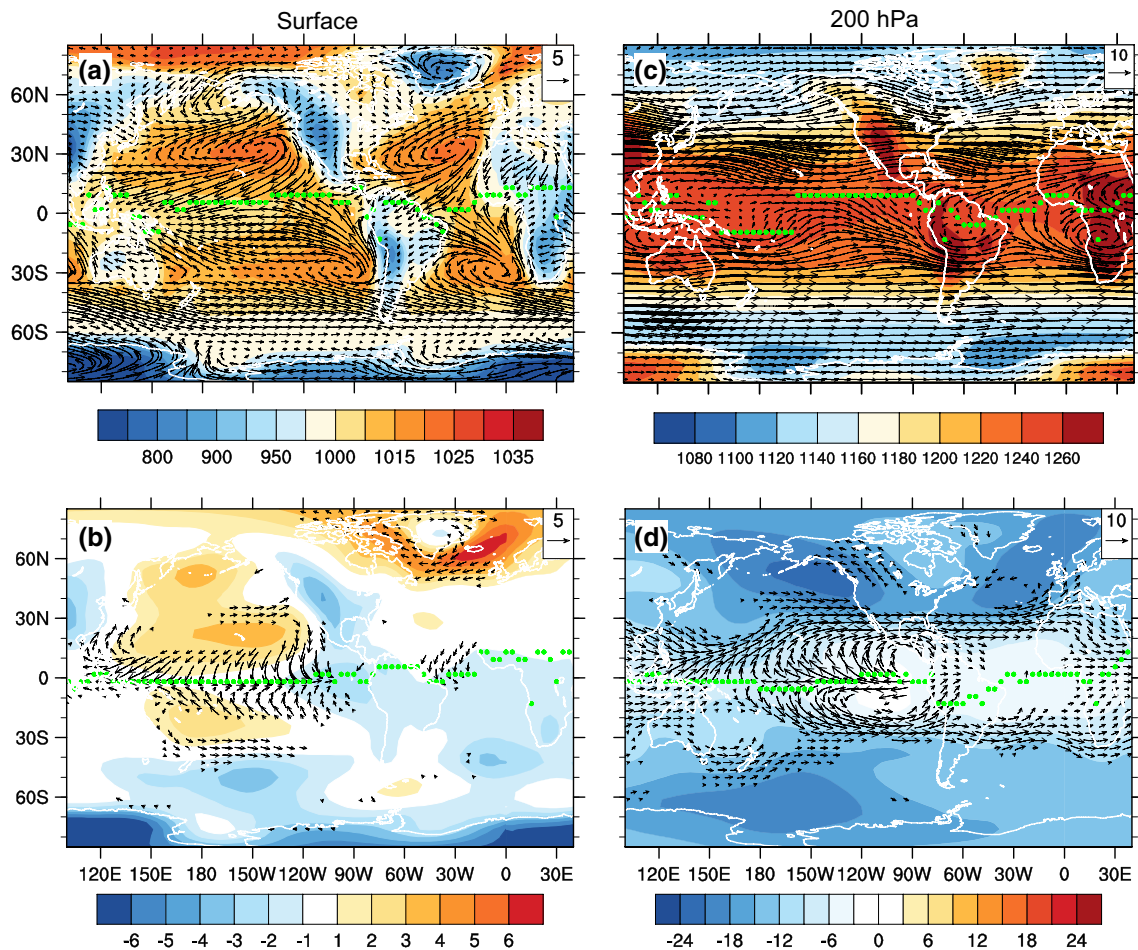 Surface
200 hPa
(a)
5
60N
30N
0
30S
60S
(c)
10
800 900 950 1000 1015 1025 1035
1080 1100 1120 1140 1160 1180 1200 1220 1240 1260
(b)
5
60N
30N
0
30S
60S
120E 150E 180 150W 120W 90W 60W 30W 0 30E
(d)
10
120E 150E 180 150W 120W 90W 60W 30W 0 30E
-6 -5 -4 -3 -2 -1 1 2 3 4 5 6
-24 -18 -12 -6 0 6 12 18 24